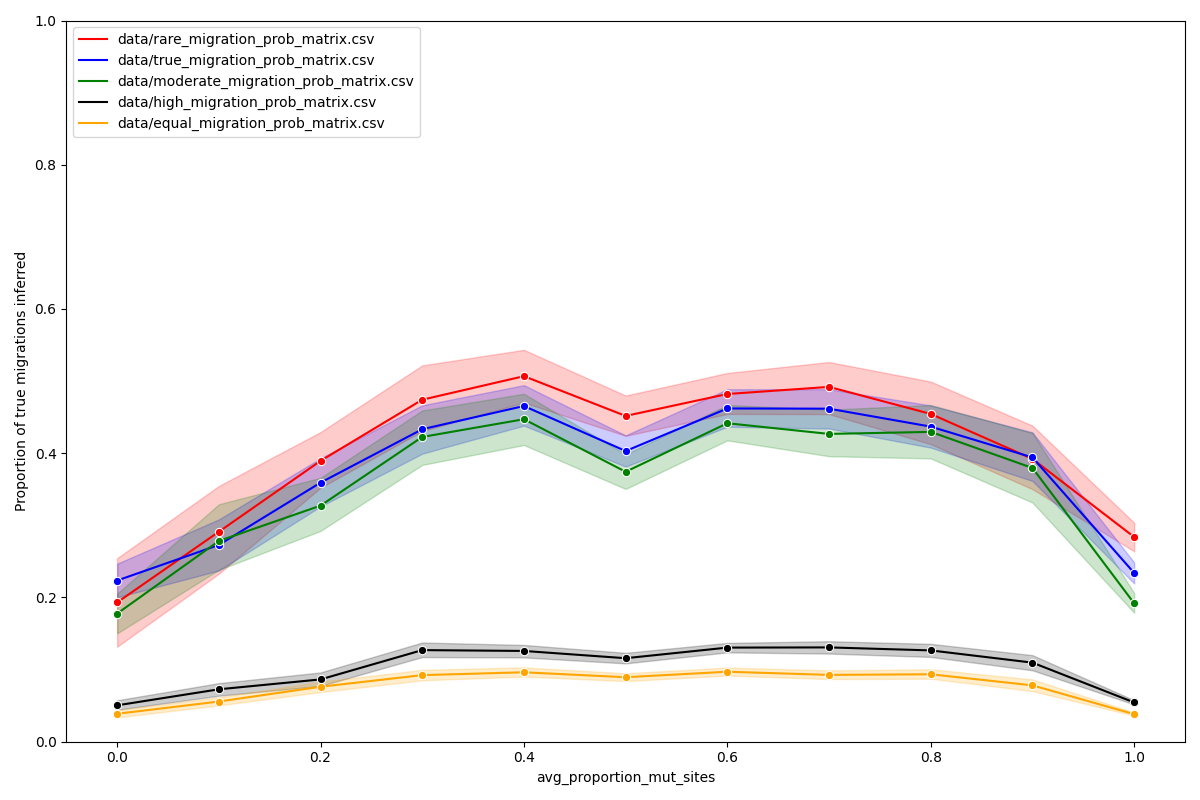 data/rare_migration_prob_matrix.csv
data/true_migration_prob_matrix.csv
data/moderate_migration_prob_matrix.csv
data/high_migration_prob_matrix.csv
data/equal_migration_prob_matrix.csv
1.0
0.8
0.6
0.4
0.2
0.0
Proportion of true migrations inferred
0.0 0.2 0.4 0.6 0.8 1.0
avg_proportion_mut_sites